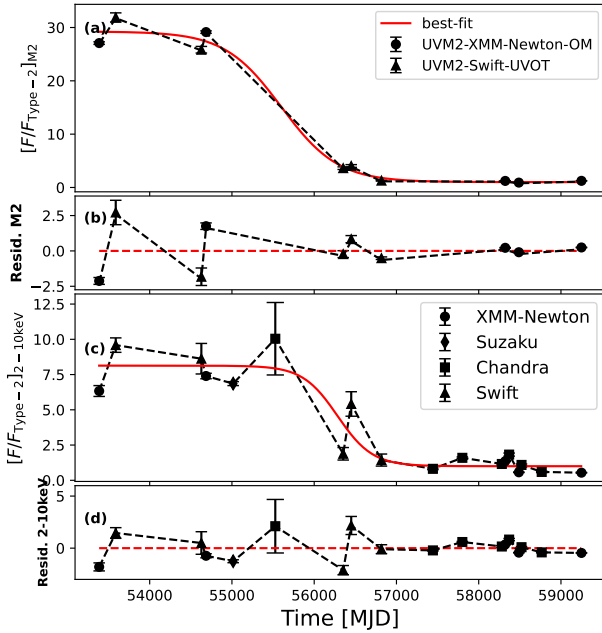 (a)
best-fit
UVM2-XMM-Newton-OM
UVM2-Swift-UVOT
[F/F_Type−2]_M2
30
20
10
0
(b)
Resid. M2
2.5
0.0
−2.5
(c)
XMM-Newton
Suzaku
Chandra
Swift
[F/F_Type−2]_2−10keV
12.5
10.0
7.5
5.0
2.5
0.0
(d)
Resid. 2-10keV
5
0
54000 55000 56000 57000 58000 59000
Time [MJD]